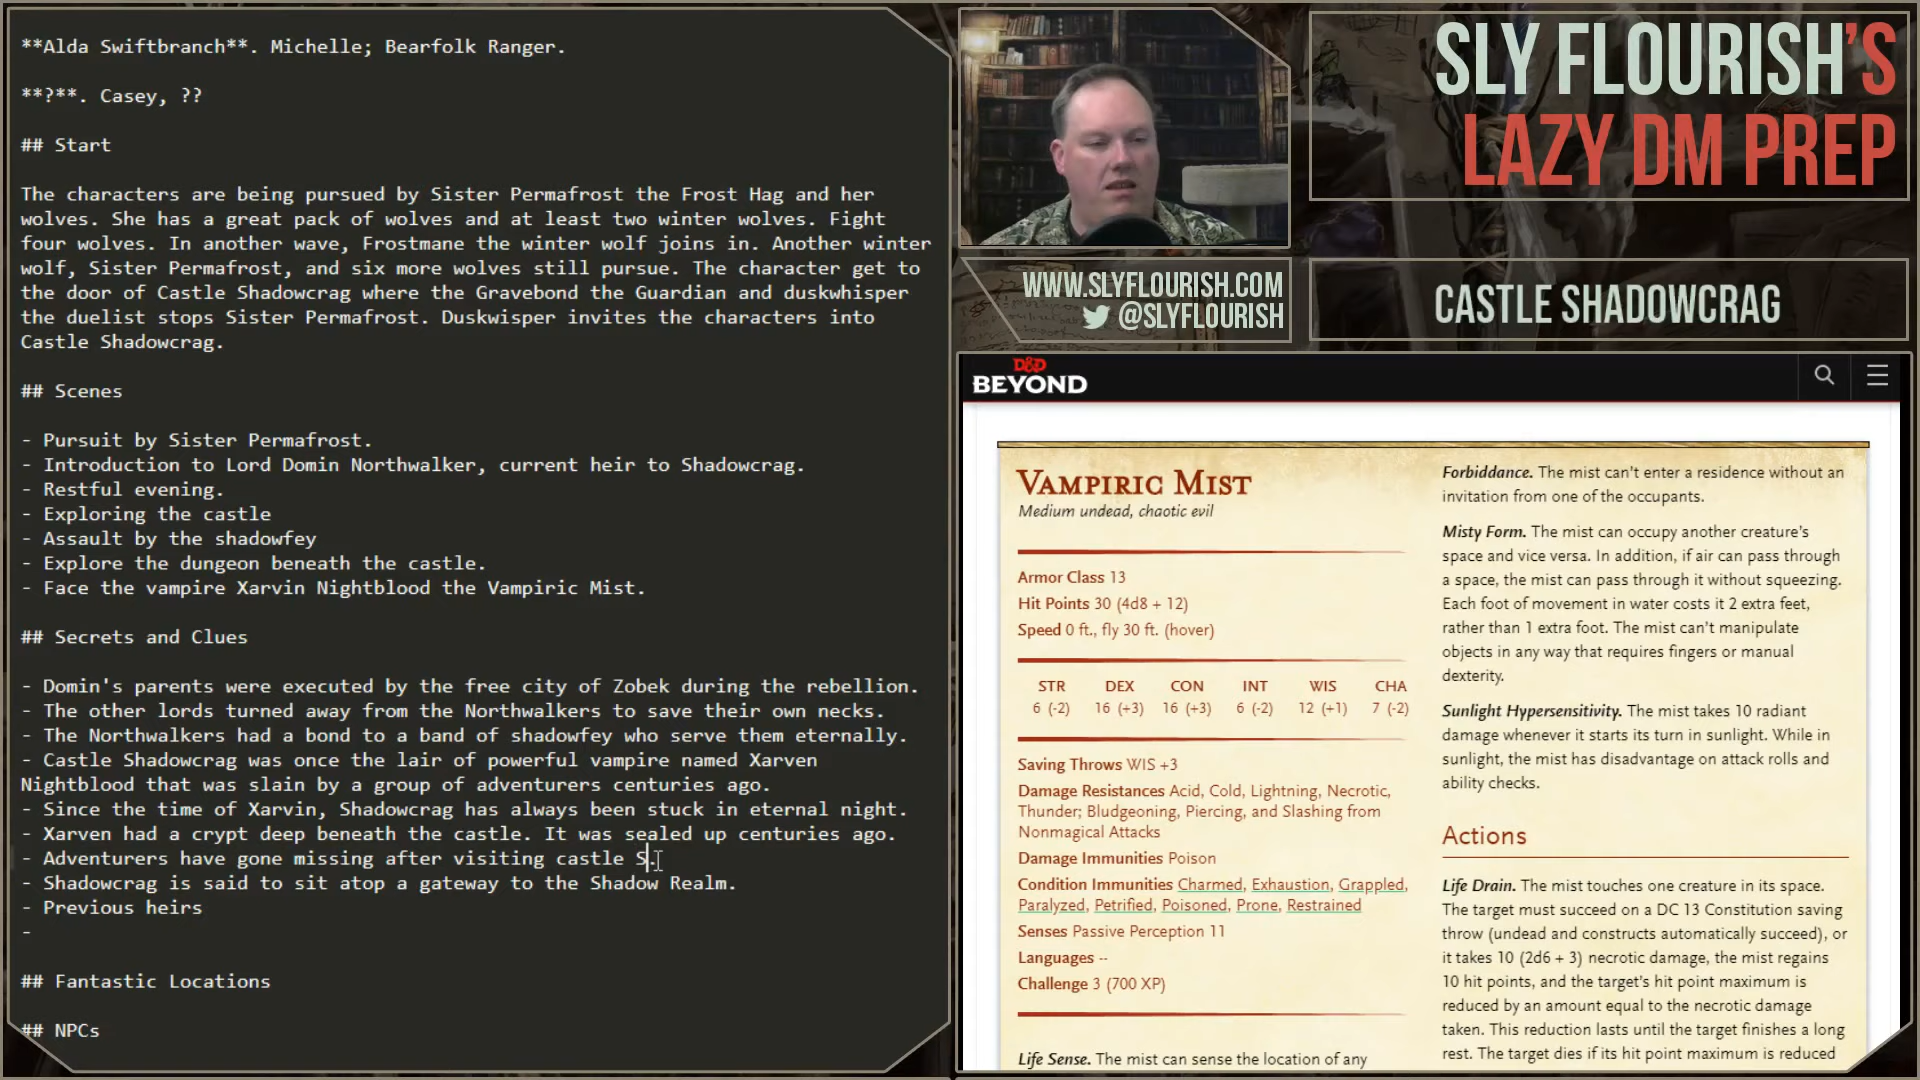 **Alda Swiftbranch**. Michelle; Bearfolk Ranger.
**?**. Casey, ??
## Start
The characters are being pursued by Sister Permafrost the Frost Hag and her
wolves. She has a great pack of wolves and at least two winter wolves. Fight
four wolves. In another wave, Frostmane the winter wolf joins in. Another winter
wolf, Sister Permafrost, and six more wolves still pursue. The character get to
the door of Castle Shadowcrag where the Gravebond the Guardian and duskwhisper
the duelist stops Sister Permafrost. Duskwisper invites the characters into
Castle Shadowcrag.
## Scenes
- Pursuit by Sister Permafrost.
- Introduction to Lord Domin Northwalker, current heir to Shadowcrag.
- Restful evening.
- Exploring the castle
- Assault by the shadowfey
- Explore the dungeon beneath the castle.
- Face the vampire Xarvin Nightblood the Vampiric Mist.
## Secrets and Clues
- Domin's parents were executed by the free city of Zobek during the rebellion.
- The other lords turned away from the Northwalkers to save their own necks.
- The Northwalkers had a bond to a band of shadowfey who serve them eternally.
- Castle Shadowcrag was once the lair of powerful vampire named Xarven
Nightblood that was slain by a group of adventurers centuries ago.
- Since the time of Xarvin, Shadowcrag has always been stuck in eternal night.
- Xarven had a crypt deep beneath the castle. It was sealed up centuries ago.
- Adventurers have gone missing after visiting castle S.
- Shadowcrag is said to sit atop a gateway to the Shadow Realm.
- Previous heirs
-
## Fantastic Locations
## NPCs
SLY FLOURISH'S
LAZY DM PREP
WWW.SLYFLOURISH.COM
@SLYFLOURISH
CASTLE SHADOWCRAG
D&D
BEYOND
VAMPIRIC MIST
Medium undead, chaotic evil
Armor Class 13
Hit Points 30 (4d8 + 12)
Speed 0 ft., fly 30 ft. (hover)
STR DEX CON INT WIS CHA
6 (-2) 16 (+3) 16 (+3) 6 (-2) 12 (+1) 7 (-2)
Saving Throws WIS +3
Damage Resistances Acid, Cold, Lightning, Necrotic,
Thunder; Bludgeoning, Piercing, and Slashing from
Nonmagical Attacks
Damage Immunities Poison
Condition Immunities Charmed, Exhaustion, Grappled,
Paralyzed, Petrified, Poisoned, Prone, Restrained
Senses Passive Perception 11
Languages --
Challenge 3 (700 XP)
Life Sense. The mist can sense the location of any
Forbiddance. The mist can't enter a residence without an
invitation from one of the occupants.
Misty Form. The mist can occupy another creature's
space and vice versa. In addition, if air can pass through
a space, the mist can pass through it without squeezing.
Each foot of movement in water costs it 2 extra feet,
rather than 1 extra foot. The mist can't manipulate
objects in any way that requires fingers or manual
dexterity.
Sunlight Hypersensitivity. The mist takes 10 radiant
damage whenever it starts its turn in sunlight. While in
sunlight, the mist has disadvantage on attack rolls and
ability checks.
Actions
Life Drain. The mist touches one creature in its space.
The target must succeed on a DC 13 Constitution saving
throw (undead and constructs automatically succeed), or
it takes 10 (2d6 + 3) necrotic damage, the mist regains
10 hit points, and the target's hit point maximum is
reduced by an amount equal to the necrotic damage
taken. This reduction lasts until the target finishes a long
rest. The target dies if its hit point maximum is reduced